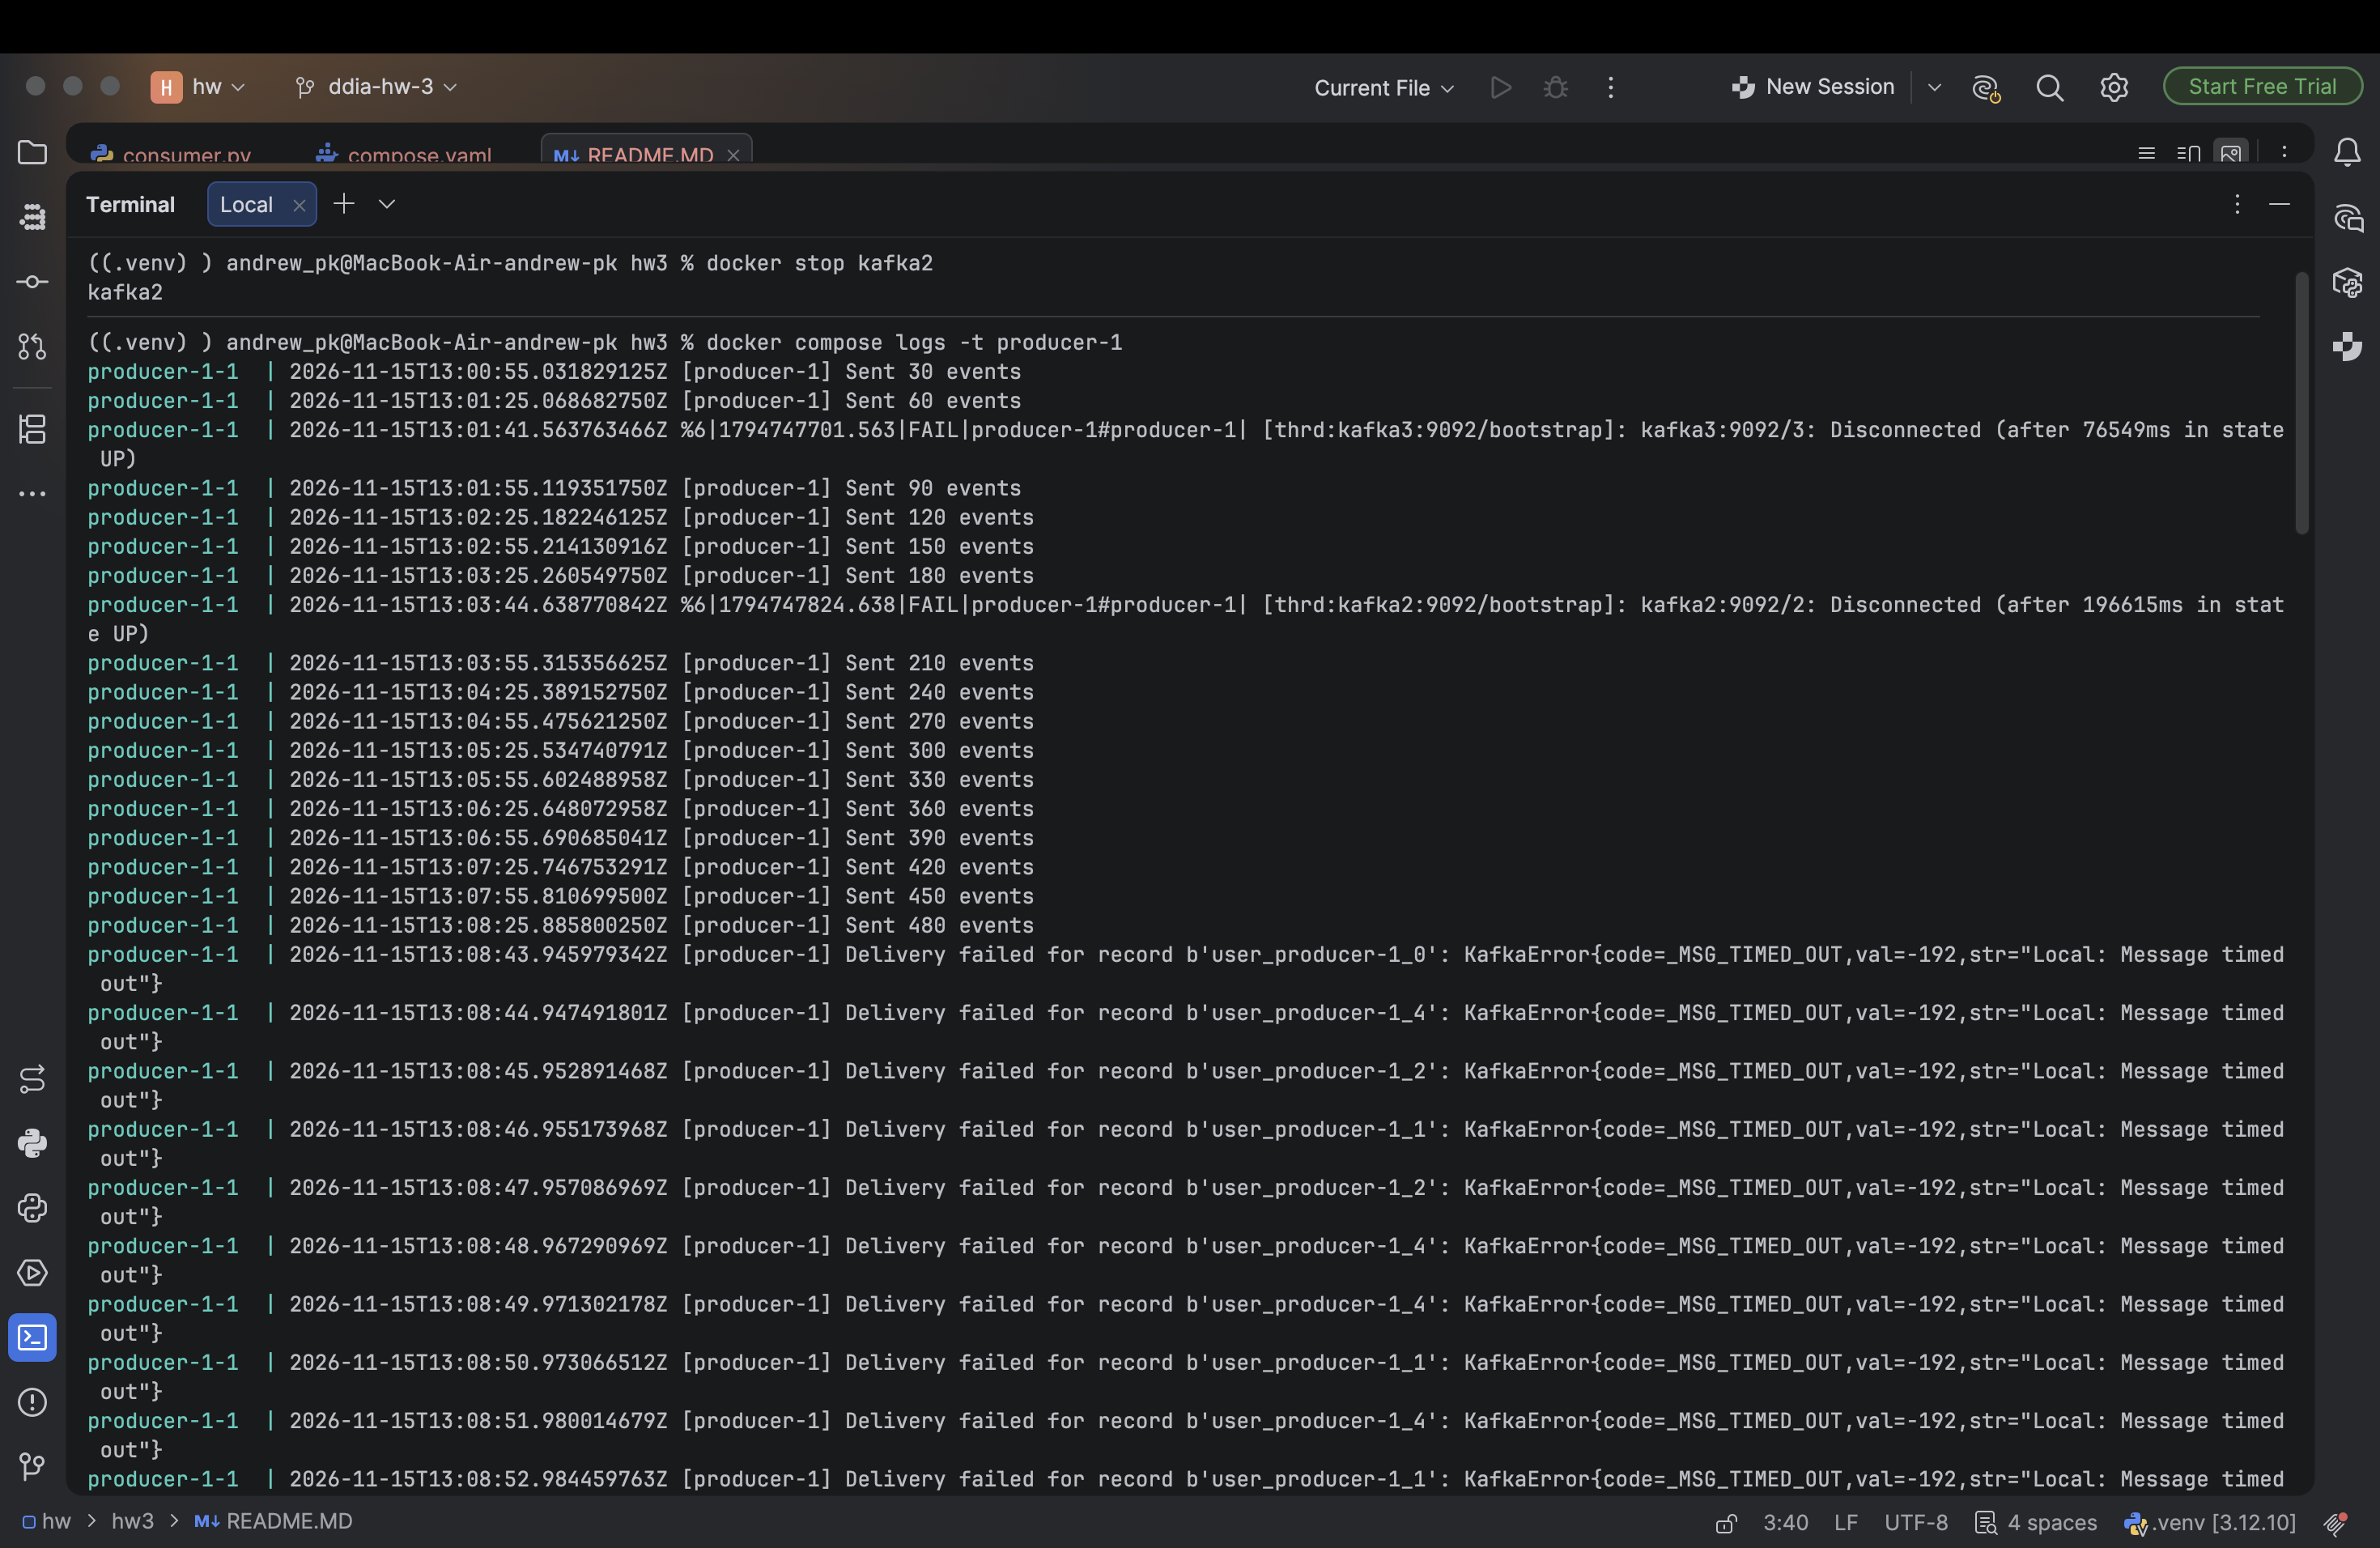 H hw
ddia-hw-3
Current File
New Session
Start Free Trial
consumer.py
compose.yaml
M↓ README.MD
Terminal
Local
((.venv) ) andrew_pk@MacBook-Air-andrew-pk hw3 % docker stop kafka2
kafka2
((.venv) ) andrew_pk@MacBook-Air-andrew-pk hw3 % docker compose logs -t producer-1
producer-1-1  | 2026-11-15T13:00:55.031829125Z [producer-1] Sent 30 events
producer-1-1  | 2026-11-15T13:01:25.068682750Z [producer-1] Sent 60 events
producer-1-1  | 2026-11-15T13:01:41.563763466Z %6|1794747701.563|FAIL|producer-1#producer-1| [thrd:kafka3:9092/bootstrap]: kafka3:9092/3: Disconnected (after 76549ms in state
UP)
producer-1-1  | 2026-11-15T13:01:55.119351750Z [producer-1] Sent 90 events
producer-1-1  | 2026-11-15T13:02:25.182246125Z [producer-1] Sent 120 events
producer-1-1  | 2026-11-15T13:02:55.214130916Z [producer-1] Sent 150 events
producer-1-1  | 2026-11-15T13:03:25.260549750Z [producer-1] Sent 180 events
producer-1-1  | 2026-11-15T13:03:44.638770842Z %6|1794747824.638|FAIL|producer-1#producer-1| [thrd:kafka2:9092/bootstrap]: kafka2:9092/2: Disconnected (after 196615ms in stat
e UP)
producer-1-1  | 2026-11-15T13:03:55.315356625Z [producer-1] Sent 210 events
producer-1-1  | 2026-11-15T13:04:25.389152750Z [producer-1] Sent 240 events
producer-1-1  | 2026-11-15T13:04:55.475621250Z [producer-1] Sent 270 events
producer-1-1  | 2026-11-15T13:05:25.534740791Z [producer-1] Sent 300 events
producer-1-1  | 2026-11-15T13:05:55.602488958Z [producer-1] Sent 330 events
producer-1-1  | 2026-11-15T13:06:25.648072958Z [producer-1] Sent 360 events
producer-1-1  | 2026-11-15T13:06:55.690685041Z [producer-1] Sent 390 events
producer-1-1  | 2026-11-15T13:07:25.746753291Z [producer-1] Sent 420 events
producer-1-1  | 2026-11-15T13:07:55.810699500Z [producer-1] Sent 450 events
producer-1-1  | 2026-11-15T13:08:25.885800250Z [producer-1] Sent 480 events
producer-1-1  | 2026-11-15T13:08:43.945979342Z [producer-1] Delivery failed for record b'user_producer-1_0': KafkaError{code=_MSG_TIMED_OUT,val=-192,str="Local: Message timed
out"}
producer-1-1  | 2026-11-15T13:08:44.947491801Z [producer-1] Delivery failed for record b'user_producer-1_4': KafkaError{code=_MSG_TIMED_OUT,val=-192,str="Local: Message timed
out"}
producer-1-1  | 2026-11-15T13:08:45.952891468Z [producer-1] Delivery failed for record b'user_producer-1_2': KafkaError{code=_MSG_TIMED_OUT,val=-192,str="Local: Message timed
out"}
producer-1-1  | 2026-11-15T13:08:46.955173968Z [producer-1] Delivery failed for record b'user_producer-1_1': KafkaError{code=_MSG_TIMED_OUT,val=-192,str="Local: Message timed
out"}
producer-1-1  | 2026-11-15T13:08:47.957086969Z [producer-1] Delivery failed for record b'user_producer-1_2': KafkaError{code=_MSG_TIMED_OUT,val=-192,str="Local: Message timed
out"}
producer-1-1  | 2026-11-15T13:08:48.967290969Z [producer-1] Delivery failed for record b'user_producer-1_4': KafkaError{code=_MSG_TIMED_OUT,val=-192,str="Local: Message timed
out"}
producer-1-1  | 2026-11-15T13:08:49.971302178Z [producer-1] Delivery failed for record b'user_producer-1_4': KafkaError{code=_MSG_TIMED_OUT,val=-192,str="Local: Message timed
out"}
producer-1-1  | 2026-11-15T13:08:50.973066512Z [producer-1] Delivery failed for record b'user_producer-1_1': KafkaError{code=_MSG_TIMED_OUT,val=-192,str="Local: Message timed
out"}
producer-1-1  | 2026-11-15T13:08:51.980014679Z [producer-1] Delivery failed for record b'user_producer-1_4': KafkaError{code=_MSG_TIMED_OUT,val=-192,str="Local: Message timed
out"}
producer-1-1  | 2026-11-15T13:08:52.984459763Z [producer-1] Delivery failed for record b'user_producer-1_1': KafkaError{code=_MSG_TIMED_OUT,val=-192,str="Local: Message timed
hw > hw3 > M↓ README.MD
3:40 LF UTF-8 4 spaces .venv [3.12.10]